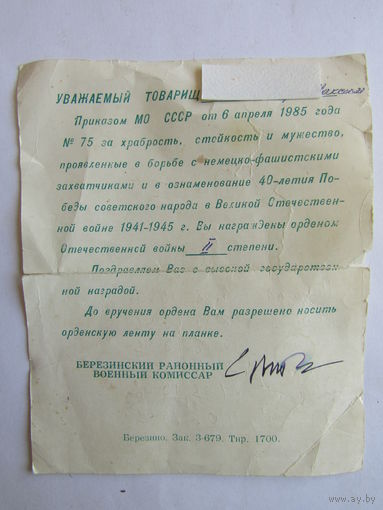 УВАЖАЕМЫЙ ТОВАРИЩ
Приказом МО СССР от 6 апреля 1985 года
№ 75 за храбрость, стойкость и мужество,
проявленные в борьбе с немецко-фашистскими
захватчиками и в ознаменование 40-летия По-
беды советского народа в Великой Отечествен-
ной войне 1941-1945 г. Вы награждены орденом
Отечественной войны II степени.
Поздравляем Вас с высокой государствен-
ной наградой.
До вручения ордена Вам разрешено носить
орденскую ленту на планке.
БЕРЕЗИНСКИЙ РАЙОННЫЙ
ВОЕННЫЙ КОМИССАР
Березино. Зак. 3-679. Тир. 1700.
www.ay.by